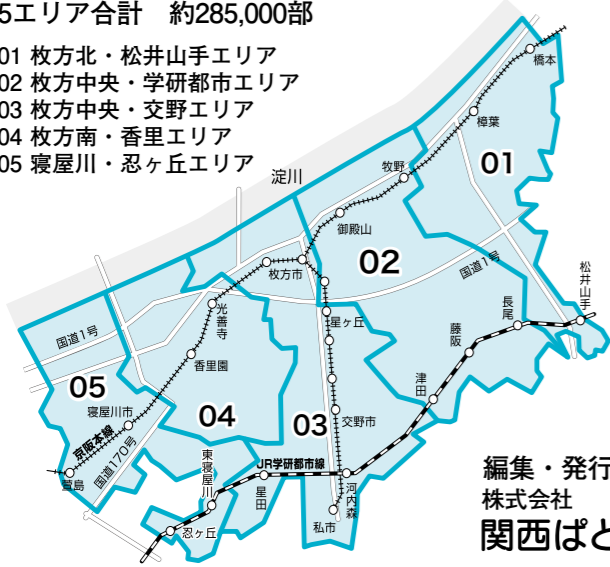 5エリア合計 約285,000部
01 枚方北・松井山手エリア
02 枚方中央・学研都市エリア
03 枚方中央・交野エリア
04 枚方南・香里エリア
05 寝屋川・忍ヶ丘エリア
淀川
橋本
樟葉
01
牧野
御殿山
02
枚方市
国道1号
松井山手
光善寺
星ヶ丘
長尾
国道1号
藤阪
香里園
津田
05
04
03
寝屋川市
交野市
京阪本線
国道170号
萱島
東寝屋川
JR学研都市線
星田
河内森
私市
忍ヶ丘
編集・発行
株式会社
関西ぱと